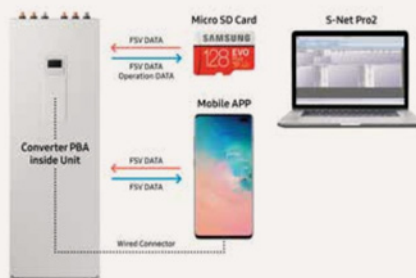 Micro SD Card
S-Net Pro2
FSV DATA
FSV DATA
Operation DATA
SAMSUNG
128 EVO
Mobile APP
Converter PBA
inside Unit
FSV DATA
FSV DATA
Wired Connector